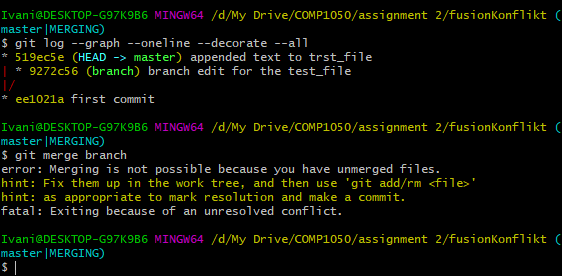 Ivani@DESKTOP-G97K9B6 MINGW64 /d/My Drive/COMP1050/assignment 2/fusionKonflikt (
master|MERGING)
$ git log --graph --oneline --decorate --all
* 519ec5e (HEAD -> master) appended text to trst_file
| * 9272c56 (branch) branch edit for the test_file
|/
* ee1021a first commit
Ivani@DESKTOP-G97K9B6 MINGW64 /d/My Drive/COMP1050/assignment 2/fusionKonflikt (
master|MERGING)
$ git merge branch
error: Merging is not possible because you have unmerged files.
hint: Fix them up in the work tree, and then use 'git add/rm <file>'
hint: as appropriate to mark resolution and make a commit.
fatal: Exiting because of an unresolved conflict.
Ivani@DESKTOP-G97K9B6 MINGW64 /d/My Drive/COMP1050/assignment 2/fusionKonflikt (
master|MERGING)
$